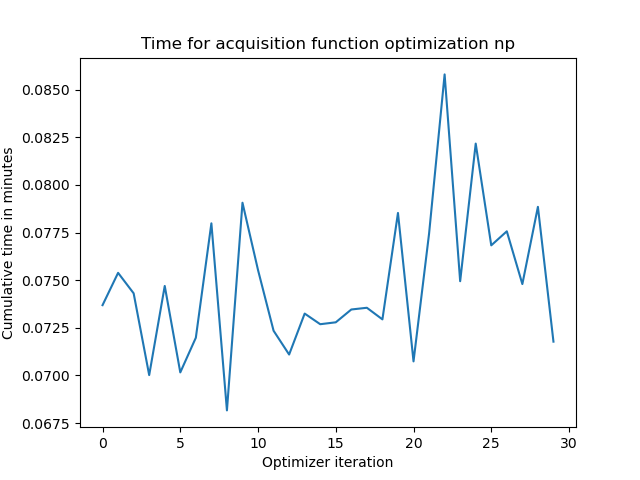 Time for acquisition function optimization np
Cumulative time in minutes
0.0850
0.0825
0.0800
0.0775
0.0750
0.0725
0.0700
0.0675
0 5 10 15 20 25 30
Optimizer iteration